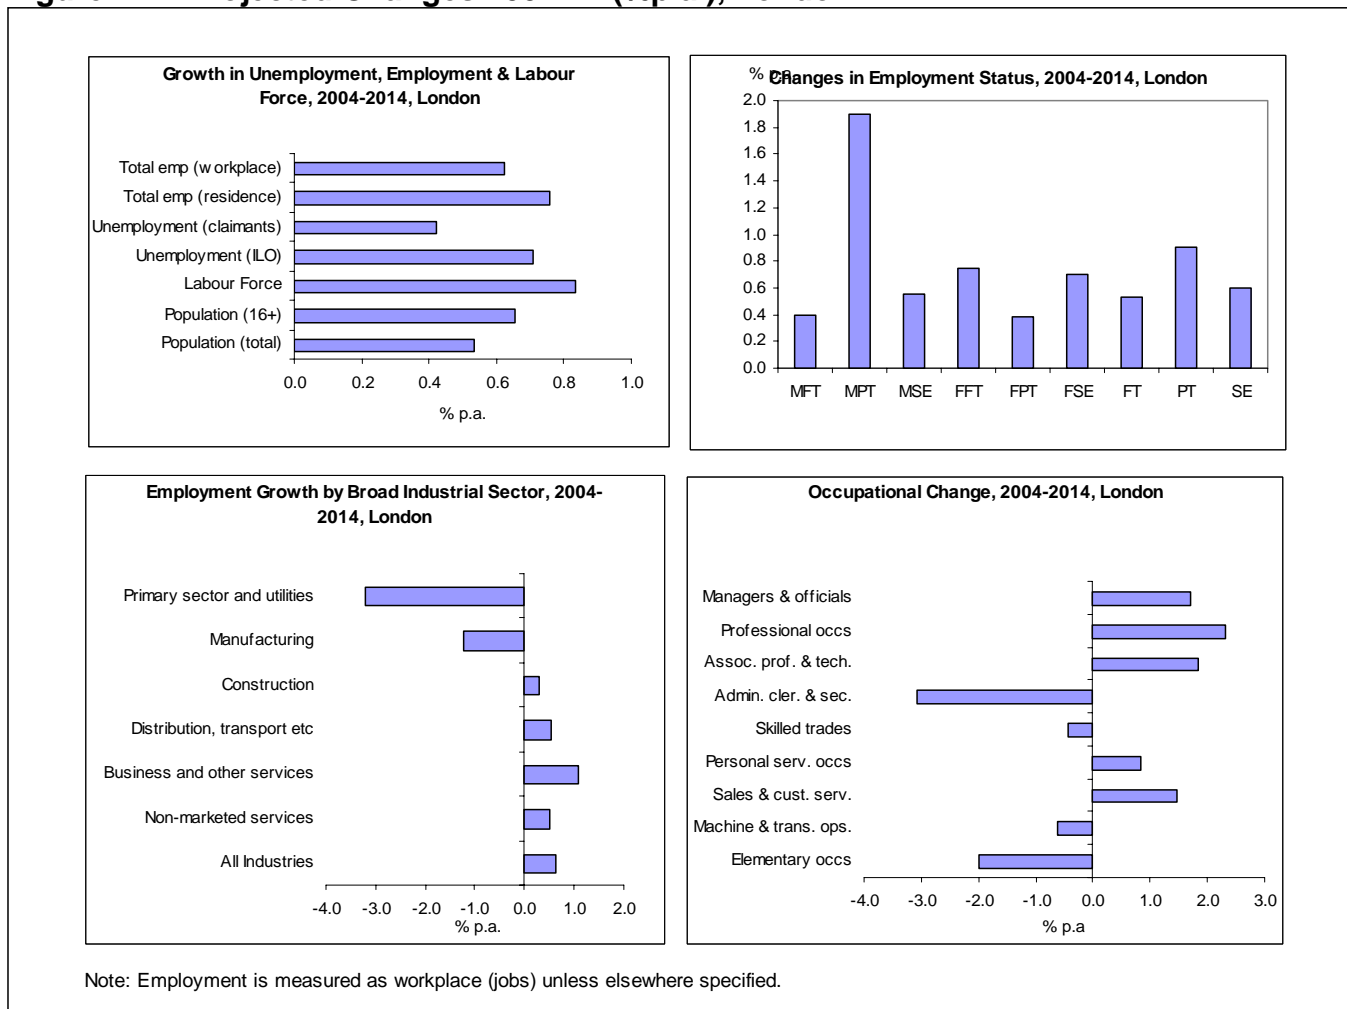 Growth in Unemployment, Employment & Labour
Force, 2004-2014, London
Total emp (workplace)
Total emp (residence)
Unemployment (claimants)
Unemployment (ILO)
Labour Force
Population (16+)
Population (total)
0.0 0.2 0.4 0.6 0.8 1.0
% p.a.
% p.a.
Changes in Employment Status, 2004-2014, London
2.0
1.8
1.6
1.4
1.2
1.0
0.8
0.6
0.4
0.2
0.0
MFT MPT MSE FFT FPT FSE FT PT SE
Employment Growth by Broad Industrial Sector, 2004-
2014, London
Primary sector and utilities
Manufacturing
Construction
Distribution, transport etc
Business and other services
Non-marketed services
All Industries
-4.0 -3.0 -2.0 -1.0 0.0 1.0 2.0
% p.a.
Occupational Change, 2004-2014, London
Managers & officials
Professional occs
Assoc. prof. & tech.
Admin. cler. & sec.
Skilled trades
Personal serv. occs
Sales & cust. serv.
Machine & trans. ops.
Elementary occs
-4.0 -3.0 -2.0 -1.0 0.0 1.0 2.0 3.0
% p.a
Note: Employment is measured as workplace (jobs) unless elsewhere specified.